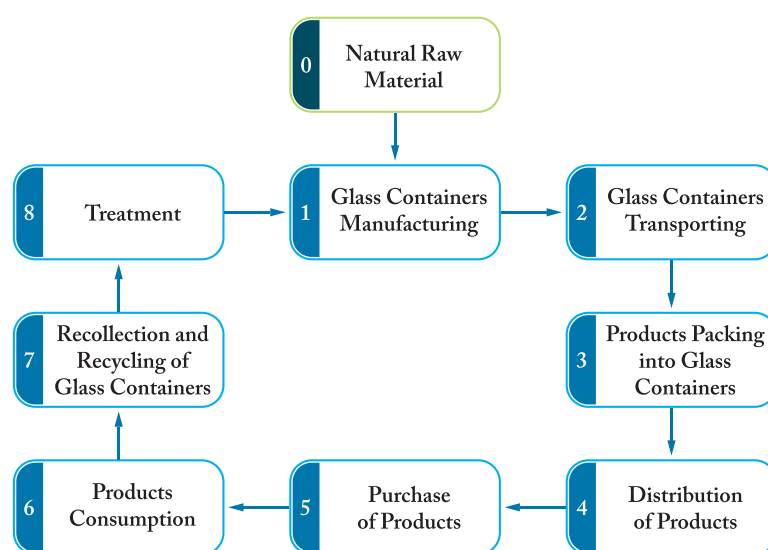 0
Natural Raw
Material
8
Treatment
1
Glass Containers
Manufacturing
2
Glass Containers
Transporting
7
Recollection and
Recycling of
Glass Containers
3
Products Packing
into Glass
Containers
6
Products
Consumption
5
Purchase
of Products
4
Distribution
of Products